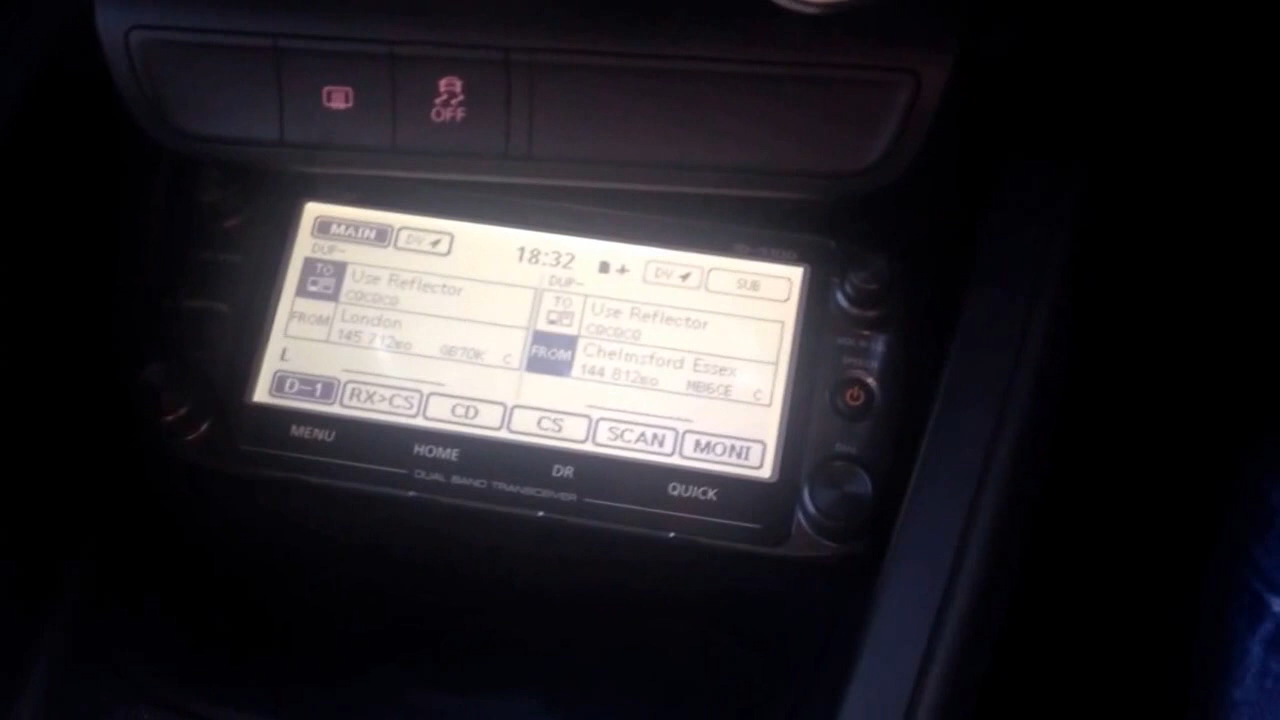 OFF
MAIN DV 18:32 DV SUB
DUP- DUP-
TO Use Reflector TO Use Reflector
CQCQCQ CQCQCQ
FROM London FROM Chelmsford Essex
145.712 C 144.812 C
L
D-1 RX>CS CD CS SCAN MONI
MENU HOME DR QUICK
DUAL BAND TRANSCEIVER